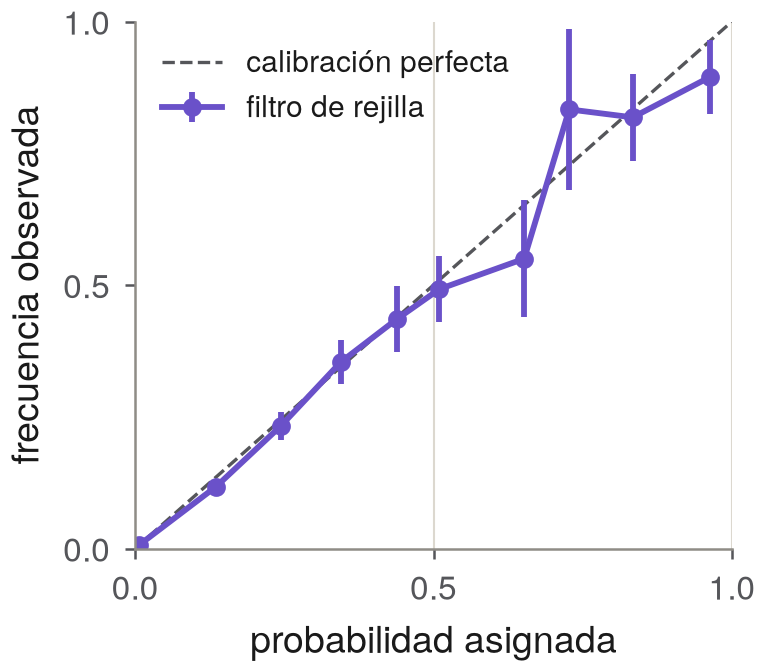 1.0
calibración perfecta
filtro de rejilla
frecuencia observada
0.5
0.0
0.0 0.5 1.0
probabilidad asignada